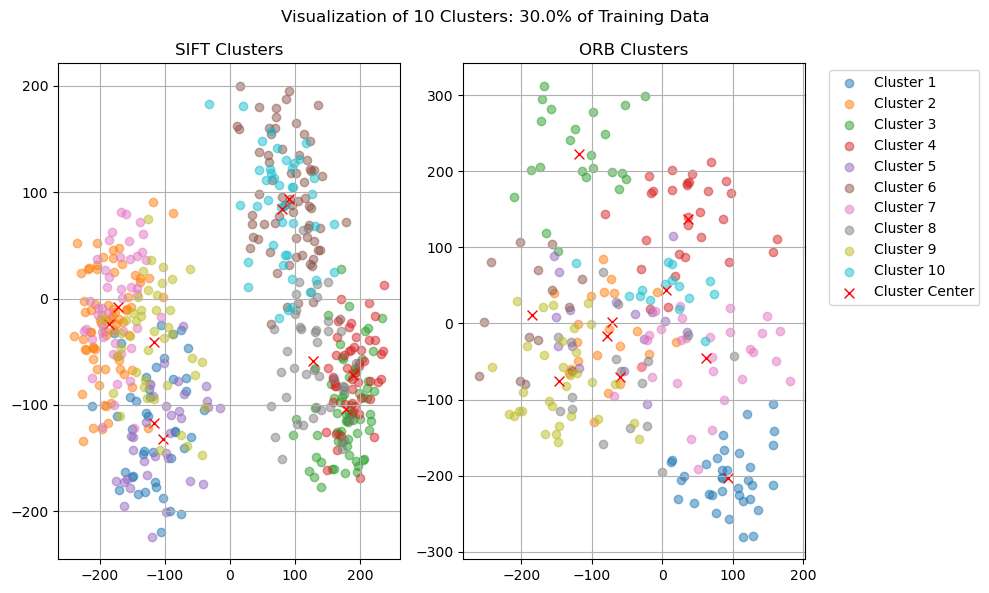 Visualization of 10 Clusters: 30.0% of Training Data
SIFT Clusters
200
100
0
−100
−200
−200
−100
0
100
200
ORB Clusters
300
200
100
0
−100
−200
−300
−200
−100
0
100
200
Cluster 1
Cluster 2
Cluster 3
Cluster 4
Cluster 5
Cluster 6
Cluster 7
Cluster 8
Cluster 9
Cluster 10
Cluster Center